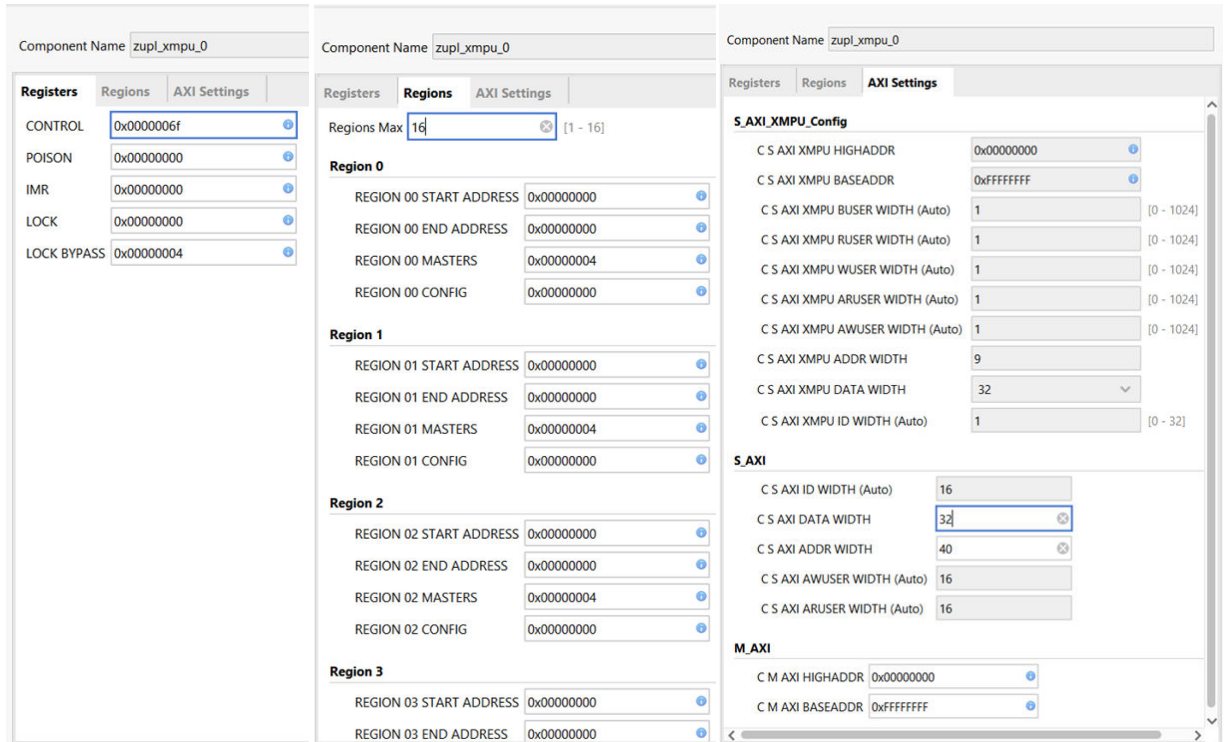 Component Name zupl_xmpu_0
Registers Regions AXI Settings
CONTROL 0x0000006f
POISON 0x00000000
IMR 0x00000000
LOCK 0x00000000
LOCK BYPASS 0x00000004
Component Name zupl_xmpu_0
Registers Regions AXI Settings
Regions Max 16 [1 - 16]
Region 0
REGION 00 START ADDRESS 0x00000000
REGION 00 END ADDRESS 0x00000000
REGION 00 MASTERS 0x00000004
REGION 00 CONFIG 0x00000000
Region 1
REGION 01 START ADDRESS 0x00000000
REGION 01 END ADDRESS 0x00000000
REGION 01 MASTERS 0x00000004
REGION 01 CONFIG 0x00000000
Region 2
REGION 02 START ADDRESS 0x00000000
REGION 02 END ADDRESS 0x00000000
REGION 02 MASTERS 0x00000004
REGION 02 CONFIG 0x00000000
Region 3
REGION 03 START ADDRESS 0x00000000
REGION 03 END ADDRESS 0x00000000
Component Name zupl_xmpu_0
Registers Regions AXI Settings
S_AXI_XMPU_Config
C S AXI XMPU HIGHADDR 0x00000000
C S AXI XMPU BASEADDR 0xFFFFFFFF
C S AXI XMPU BUSER WIDTH (Auto) 1 [0 - 1024]
C S AXI XMPU RUSER WIDTH (Auto) 1 [0 - 1024]
C S AXI XMPU WUSER WIDTH (Auto) 1 [0 - 1024]
C S AXI XMPU ARUSER WIDTH (Auto) 1 [0 - 1024]
C S AXI XMPU AWUSER WIDTH (Auto) 1 [0 - 1024]
C S AXI XMPU ADDR WIDTH 9
C S AXI XMPU DATA WIDTH 32
C S AXI XMPU ID WIDTH (Auto) 1 [0 - 32]
S_AXI
C S AXI ID WIDTH (Auto) 16
C S AXI DATA WIDTH 32
C S AXI ADDR WIDTH 40
C S AXI AWUSER WIDTH (Auto) 16
C S AXI ARUSER WIDTH (Auto) 16
M_AXI
C M AXI HIGHADDR 0x00000000
C M AXI BASEADDR 0xFFFFFFFF